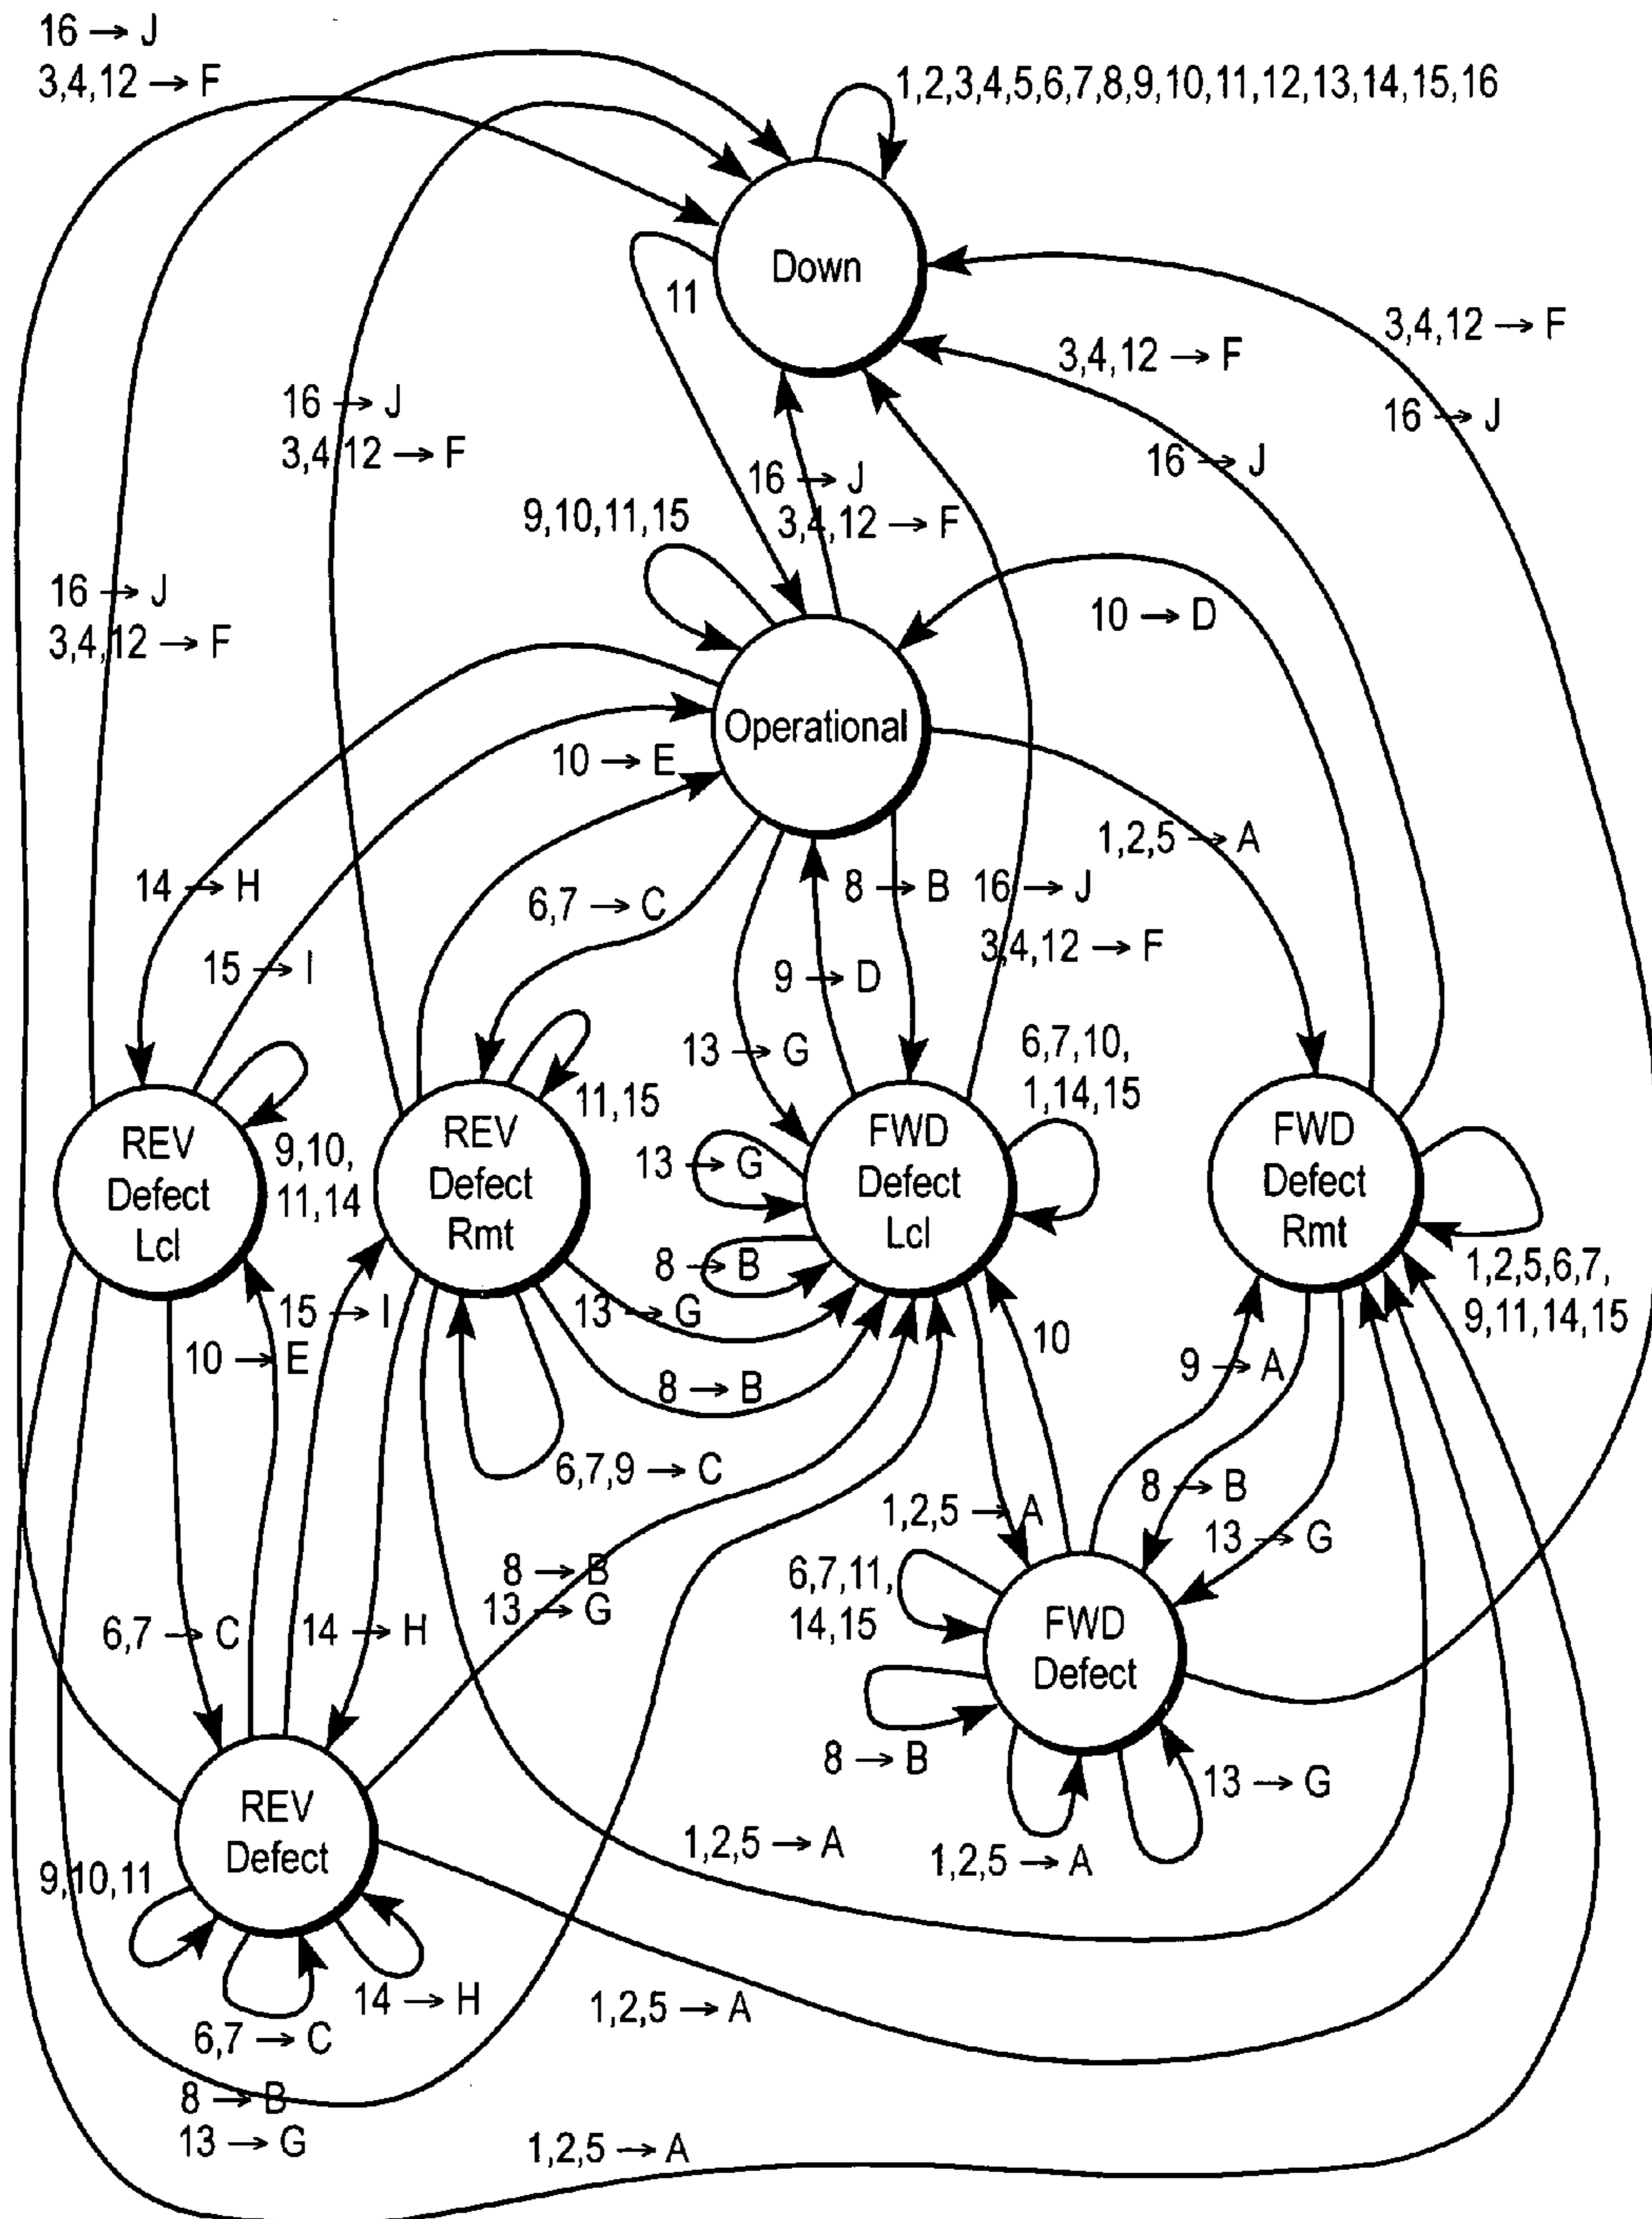 16 → J
3,4,12 → F
1,2,3,4,5,6,7,8,9,10,11,12,13,14,15,16
Down
11
3,4,12 → F
3,4,12 → F
16 → J
3,4,12 → F
16 → J
16 → J
16 → J
3,4,12 → F
9,10,11,15
16 → J
3,4,12 → F
10 → D
Operational
10 → E
1,2,5 → A
14 → H
6,7 → C
8 → B
16 → J
3,4,12 → F
15 → I
9 → D
13 → G
6,7,10,
1,14,15
11,15
REV
Defect
Lcl
9,10,
11,14
REV
Defect
Rmt
13 → G
8 → B
FWD
Defect
Lcl
FWD
Defect
Rmt
1,2,5,6,7,
9,11,14,15
15 → I
10 → E
13 → G
8 → B
10
9 → A
6,7,9 → C
8 → B
13 → G
1,2,5 → A
8 → B
13 → G
6,7 → C
14 → H
6,7,11,
14,15
FWD
Defect
8 → B
13 → G
1,2,5 → A
REV
Defect
1,2,5 → A
9,10,11
14 → H
6,7 → C
1,2,5 → A
8 → B
13 → G
1,2,5 → A